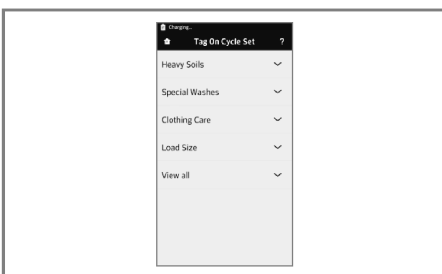 Charging..
Tag On Cycle Set ?
Heavy Soils
Special Washes
Clothing Care
Load Size
View all